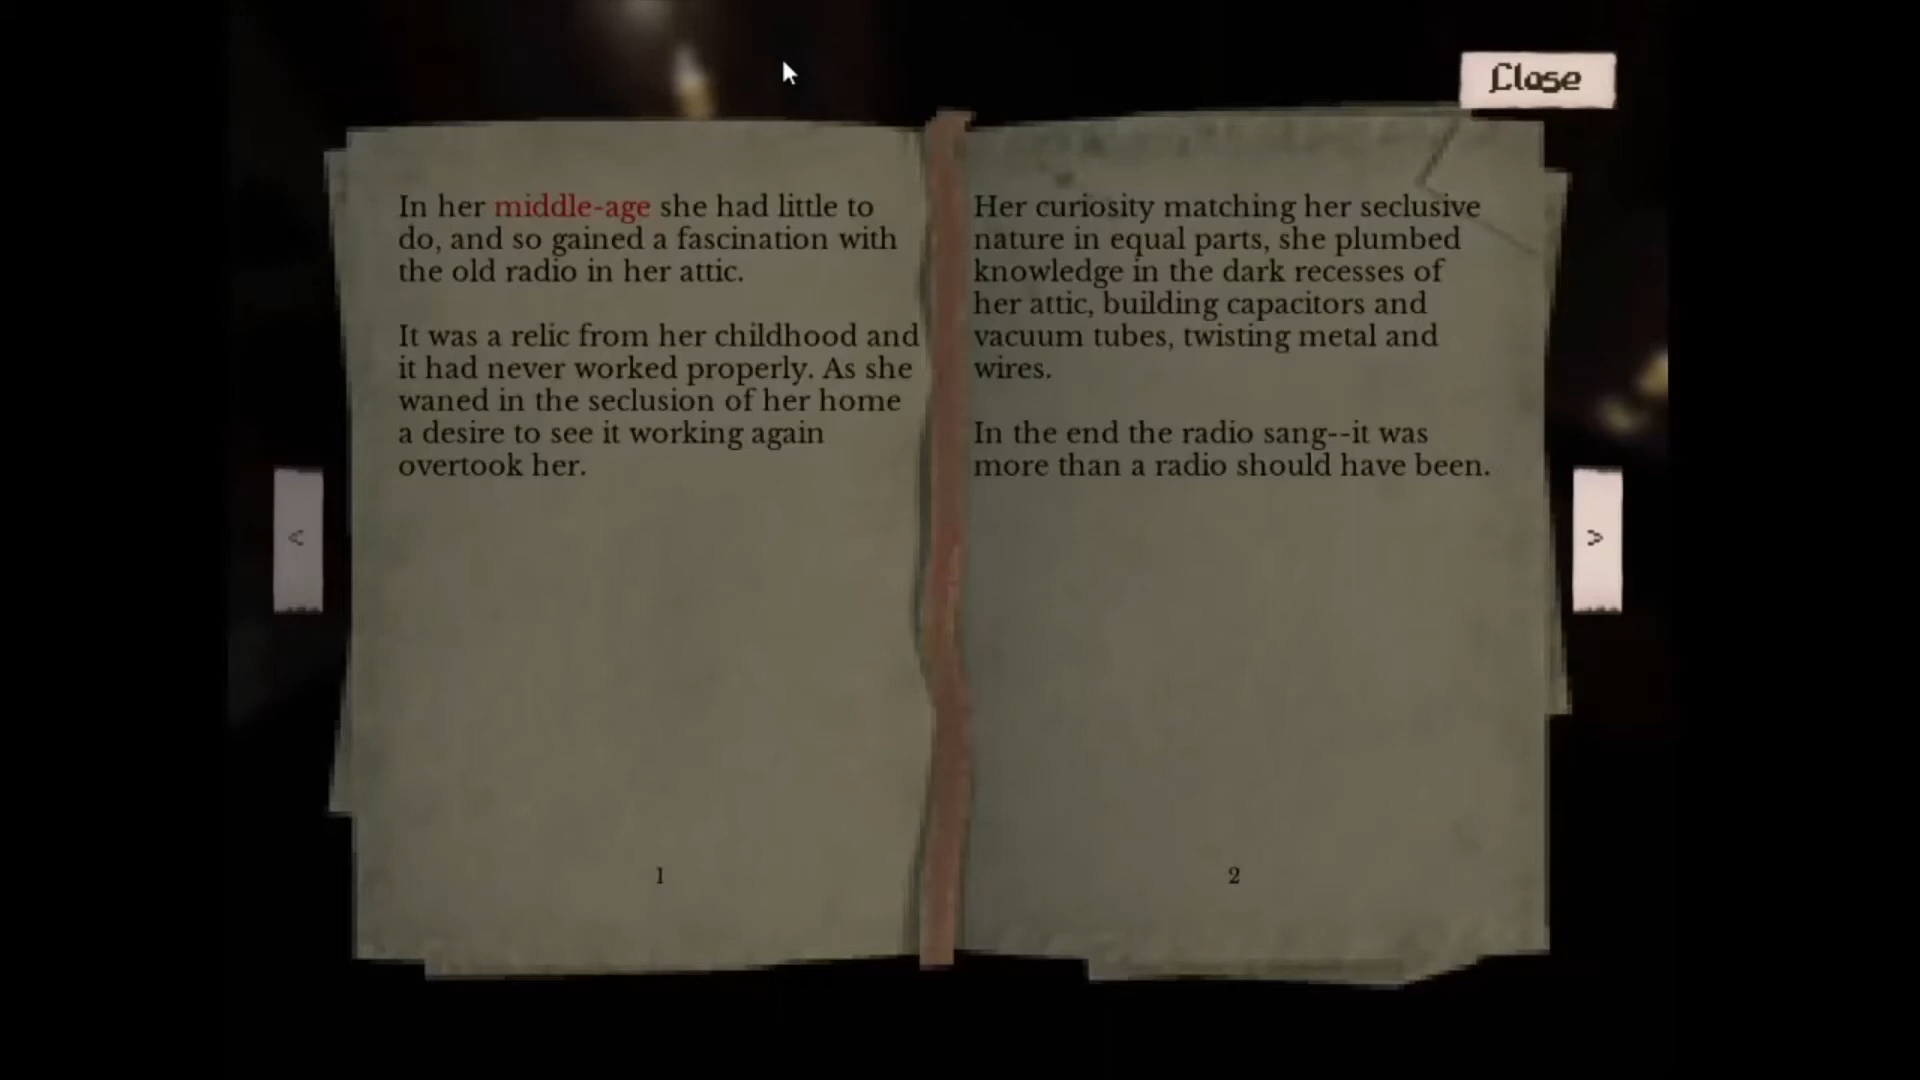 Close
In her middle-age she had little to
do, and so gained a fascination with
the old radio in her attic.
It was a relic from her childhood and
it had never worked properly. As she
waned in the seclusion of her home
a desire to see it working again
overtook her.
1
Her curiosity matching her seclusive
nature in equal parts, she plumbed
knowledge in the dark recesses of
her attic, building capacitors and
vacuum tubes, twisting metal and
wires.
In the end the radio sang--it was
more than a radio should have been.
2
<
>